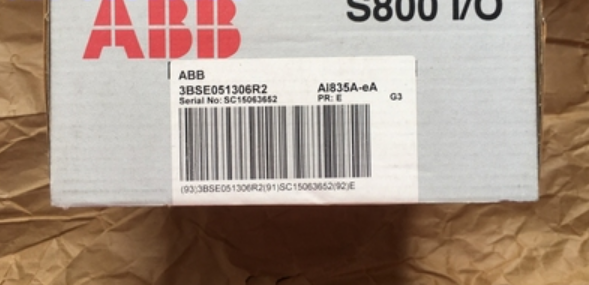 ABB
S800 I/O
ABB
3BSE051306R2 AI835A-eA
Serial No: SC15063652 PR: E G3
(93)3BSE051306R2(91)SC15063652(92)E